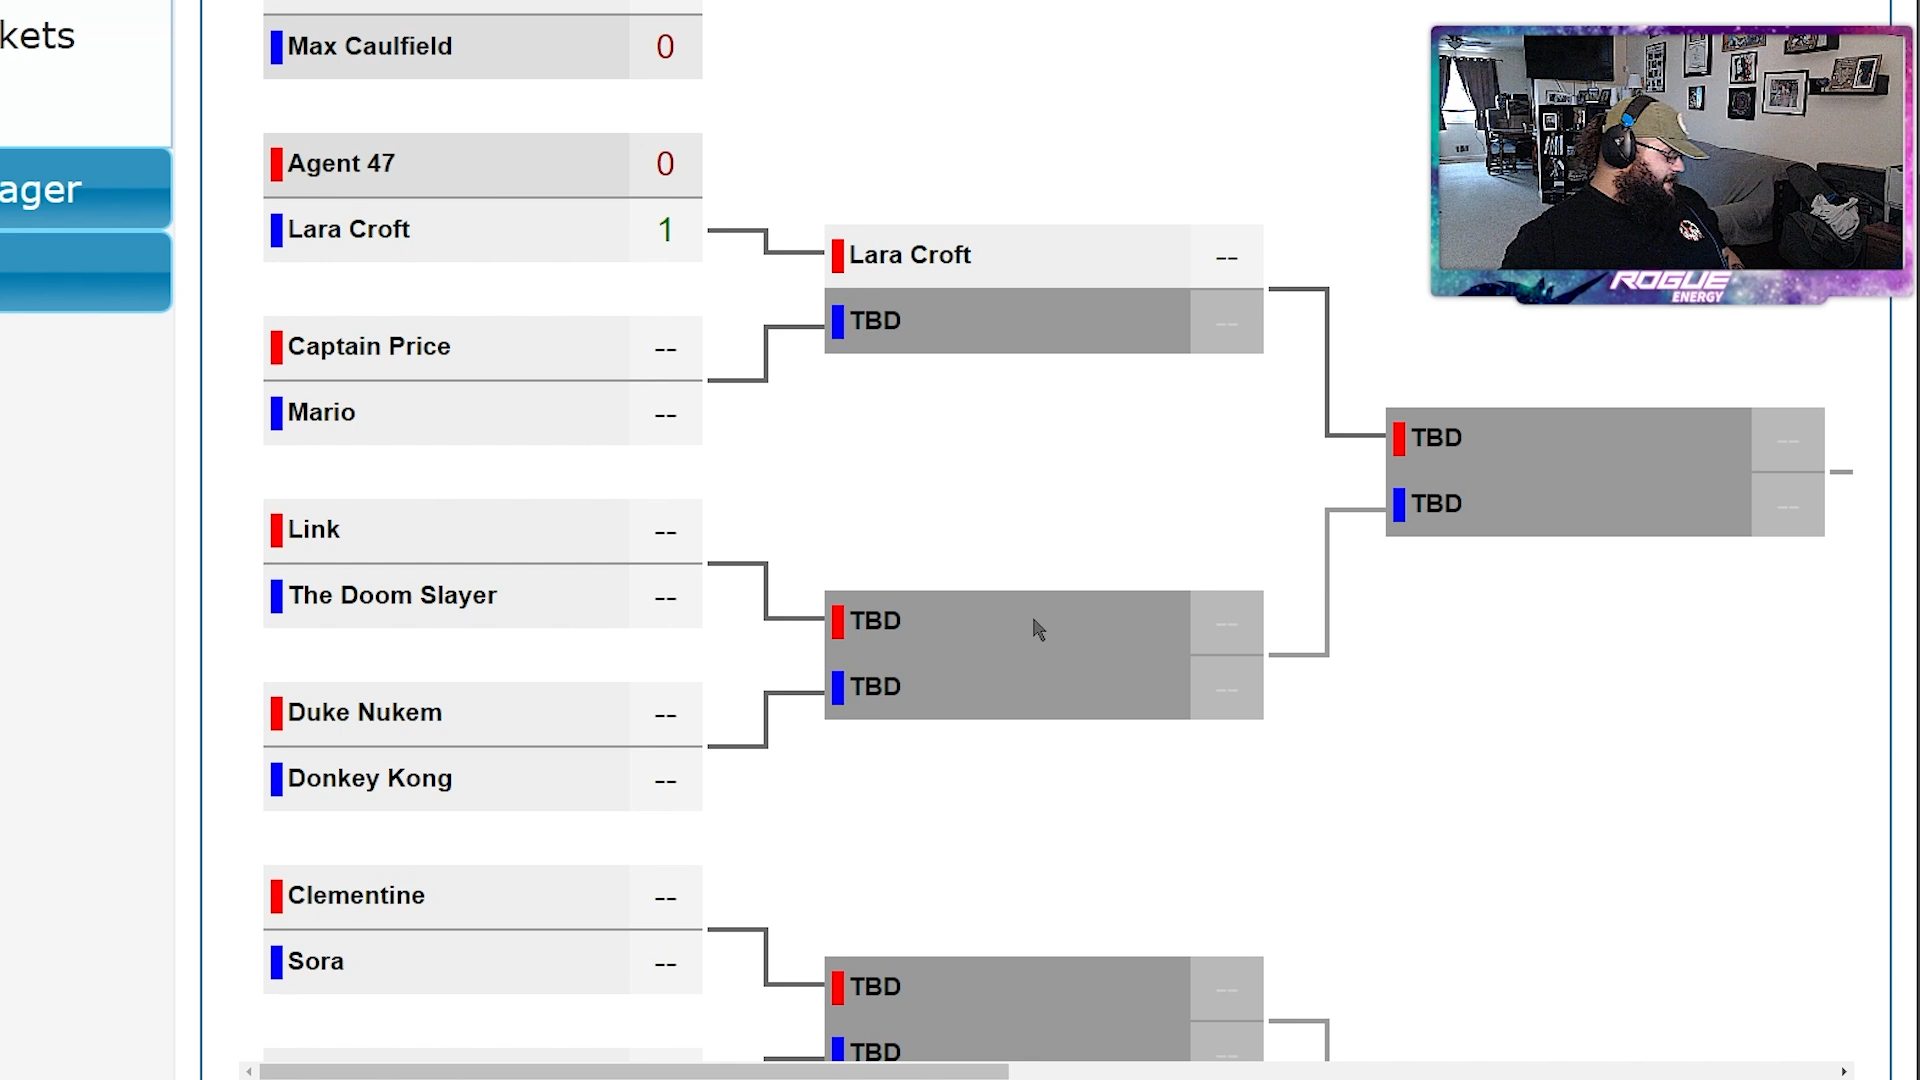 kets
ager
Max Caulfield 0
Agent 47 0
Lara Croft 1
Captain Price --
Mario --
Link --
The Doom Slayer --
Duke Nukem --
Donkey Kong --
Clementine --
Sora --
Lara Croft --
TBD --
TBD --
TBD --
TBD --
TBD --
TBD --
TBD --
ROGUE
ENERGY